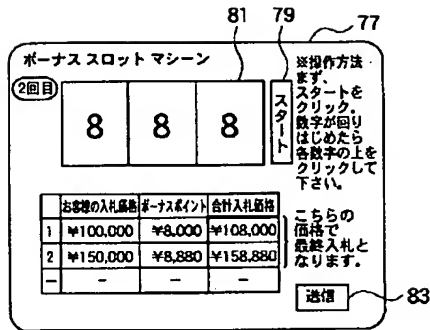 81
79
77
ボーナス スロット マシーン
2回目
8 8 8
スタート
※操作方法
まず、
スタートを
クリック。
数字が回り
はじめたら
各数字の上を
クリックして
下さい。
お客様の入札価格 ボーナスポイント 合計入札価格
1 ¥100,000 ¥8,000 ¥108,000
2 ¥150,000 ¥8,880 ¥158,880
− − −
こちらの
価格で
最終入札と
なります。
送信
83